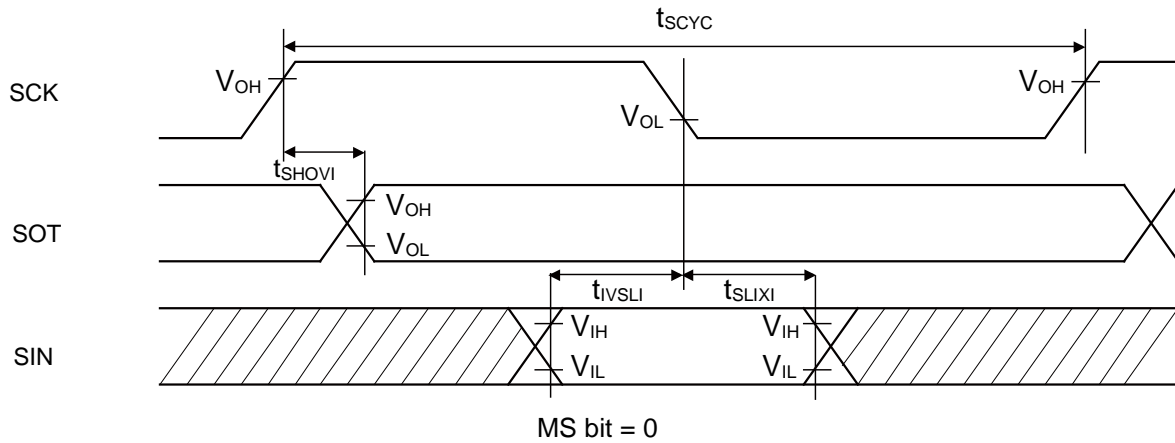 tSCYC
SCK
VOH
VOH
VOL
tSHOVI
SOT
VOH
VOL
tIVSLI
tSLIXI
SIN
VIH
VIH
VIL
VIL
MS bit = 0